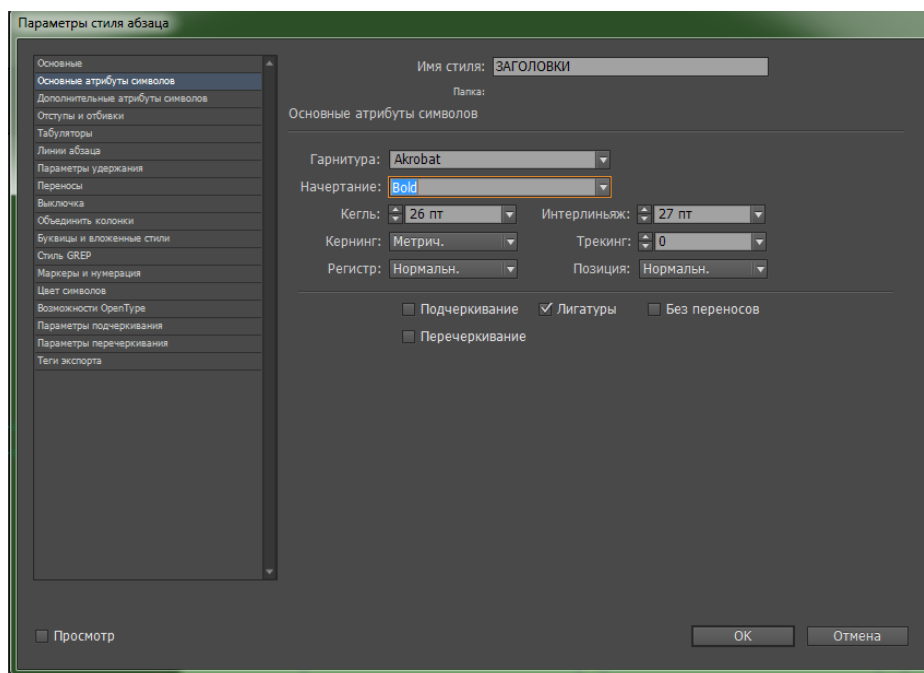 Параметры стиля абзаца
Основные
Основные атрибуты символов
Дополнительные атрибуты символов
Отступы и отбивки
Табуляторы
Линии абзаца
Параметры удержания
Переносы
Выключка
Объединить колонки
Буквицы и вложенные стили
Стиль GREP
Маркеры и нумерация
Цвет символов
Возможности OpenType
Параметры подчеркивания
Параметры перечеркивания
Теги экспорта
Имя стиля: ЗАГОЛОВКИ
Папка:
Основные атрибуты символов
Гарнитура: Akrobat
Начертание: Bold
Кегль: 26 пт Интерлиньяж: 27 пт
Кернинг: Метрич. Трекинг: 0
Регистр: Нормальн. Позиция: Нормальн.
Подчеркивание Лигатуры Без переносов
Перечеркивание
Просмотр OK Отмена